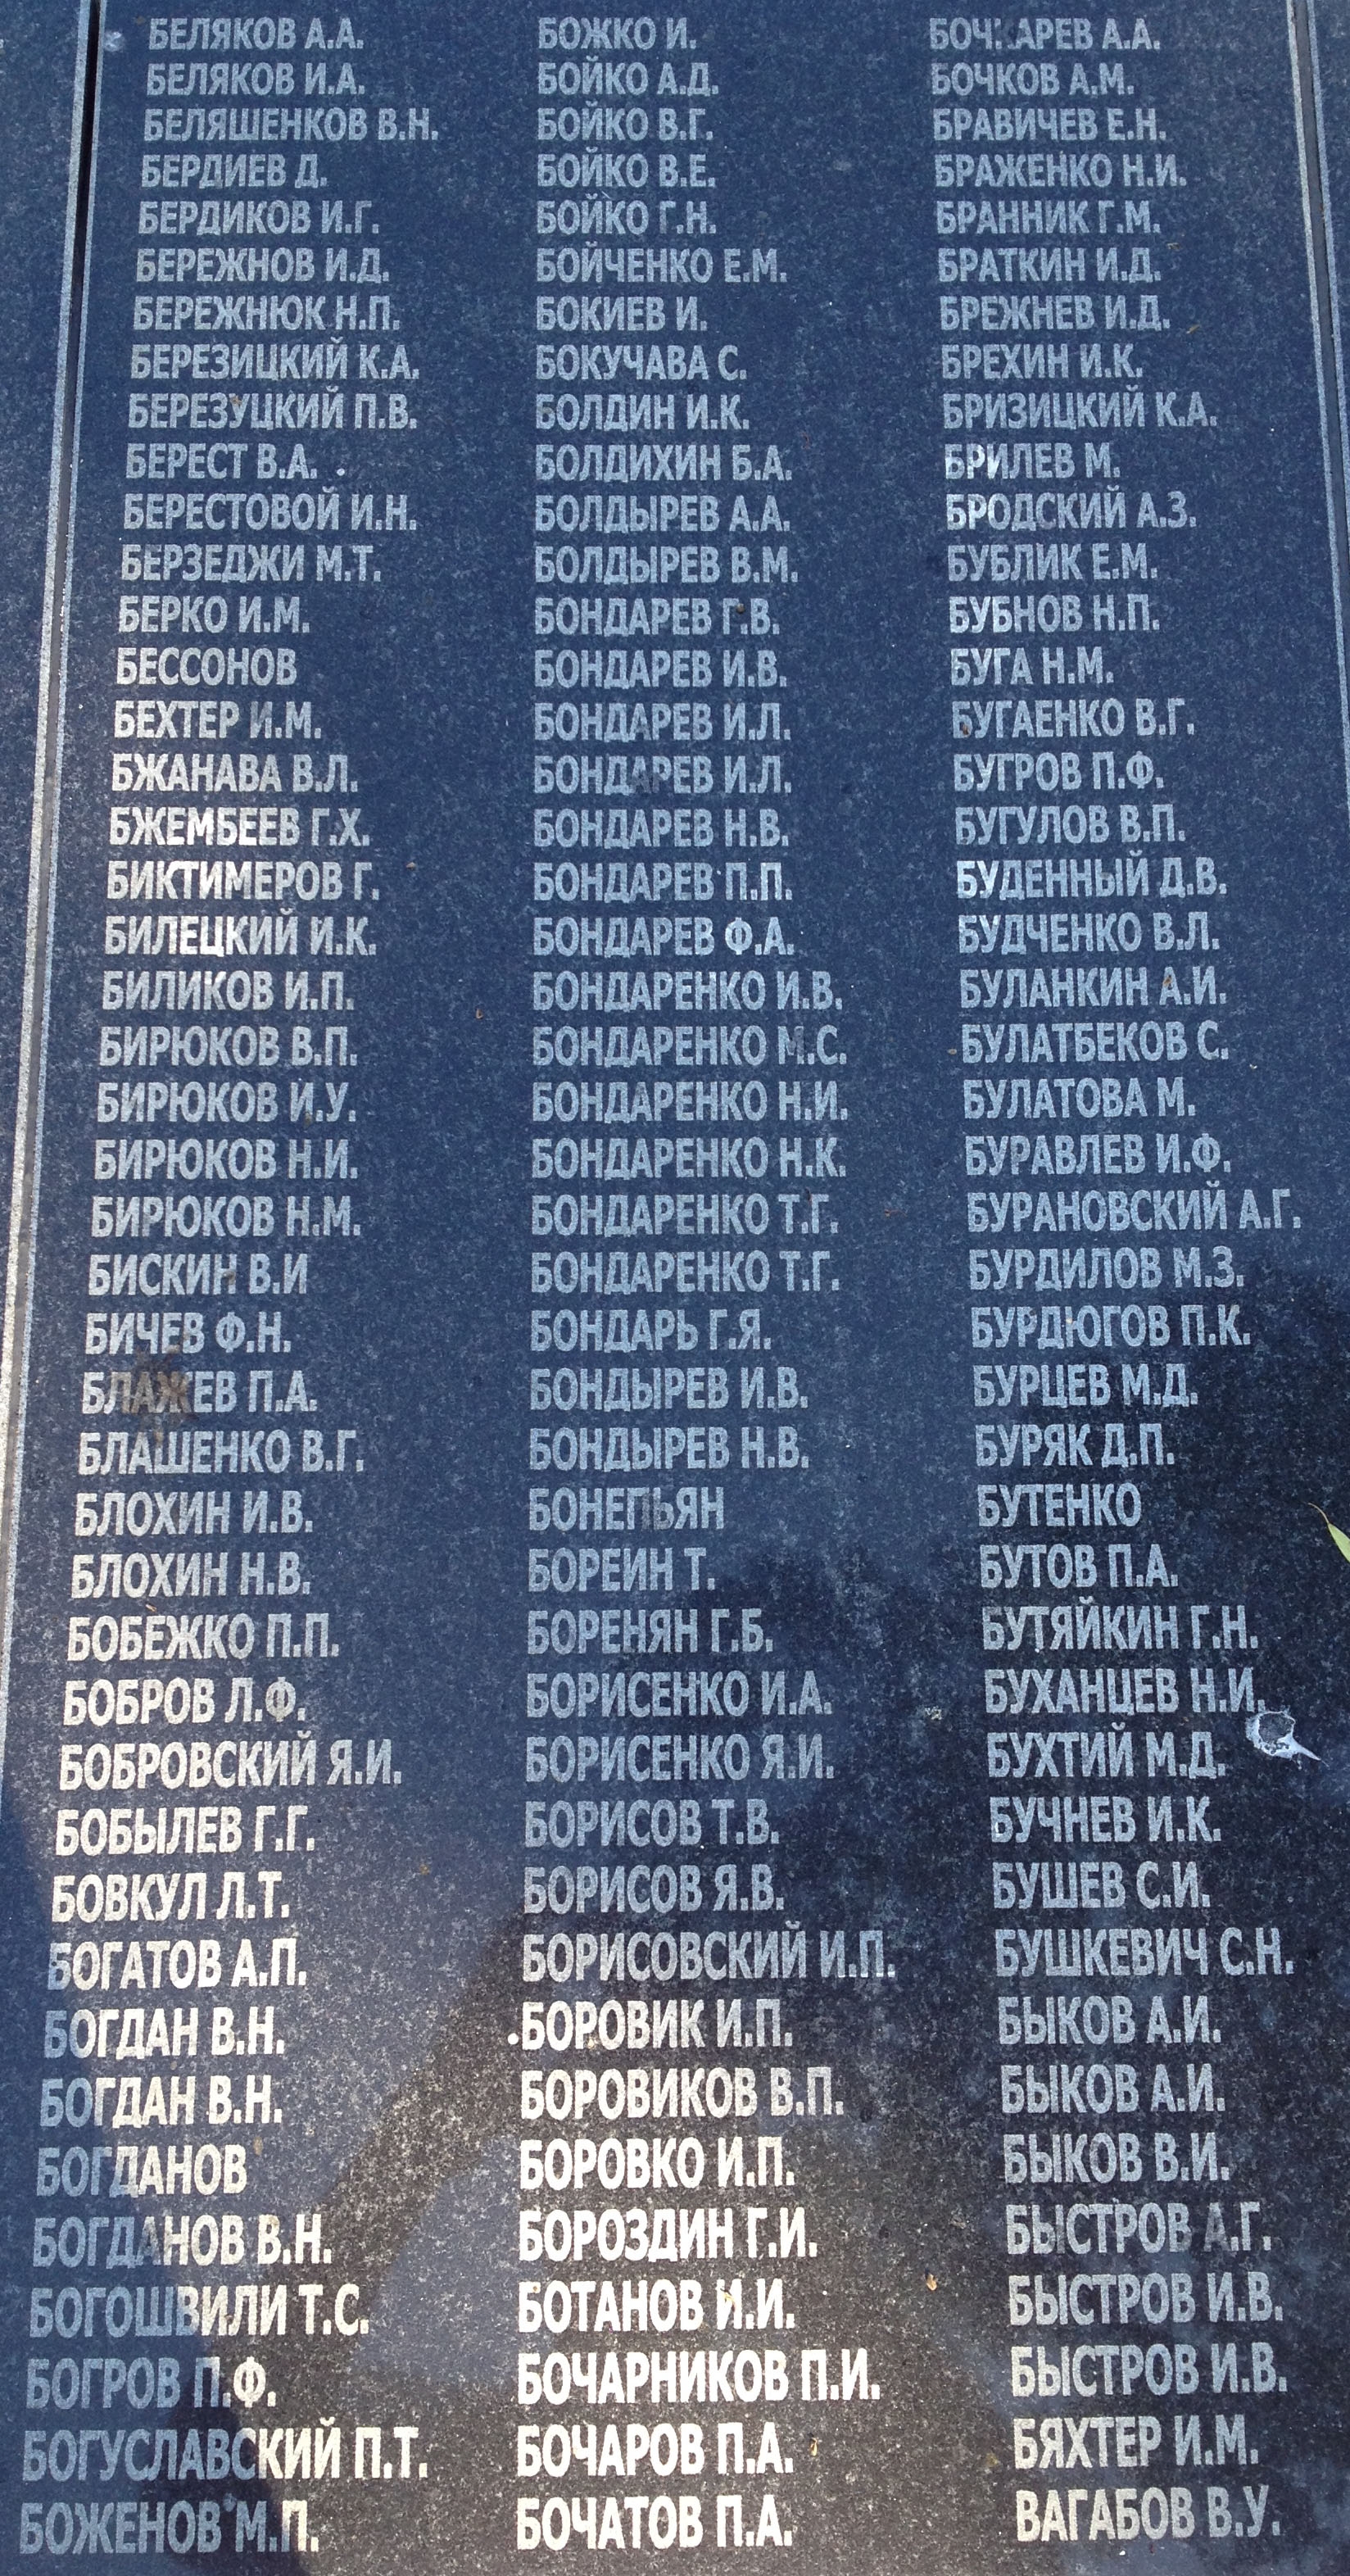 БЕЛЯКОВ А.А.
БЕЛЯКОВ И.А.
БЕЛЯШЕНКОВ В.Н.
БЕРДИЕВ Д.
БЕРДИКОВ И.Г.
БЕРЕЖНОВ И.Д.
БЕРЕЖНЮК Н.П.
БЕРЕЗИЦКИЙ К.А.
БЕРЕЗУЦКИЙ П.В.
БЕРЕСТ В.А.
БЕРЕСТОВОЙ И.Н.
БЕРЗЕДЖИ М.Т.
БЕРКО И.М.
БЕССОНОВ
БЕХТЕР И.М.
БЖАНАВА В.Л.
БЖЕМБЕЕВ Г.Х.
БИКТИМЕРОВ Г.
БИЛЕЦКИЙ И.К.
БИЛИКОВ И.П.
БИРЮКОВ В.П.
БИРЮКОВ И.У.
БИРЮКОВ Н.И.
БИРЮКОВ Н.М.
БИСКИН В.И
БИЧЕВ Ф.Н.
БЛАЖЕВ П.А.
БЛАШЕНКО В.Г.
БЛОХИН И.В.
БЛОХИН Н.В.
БОБЕЖКО П.П.
БОБРОВ Л.Ф.
БОБРОВСКИЙ Я.И.
БОБЫЛЕВ Г.Г.
БОВКУЛ Л.Т.
БОГАТОВ А.П.
БОГДАН В.Н.
БОГДАН В.Н.
БОГДАНОВ
БОГДАНОВ В.Н.
БОГОШВИЛИ Т.С.
БОГРОВ П.Ф.
БОГУСЛАВСКИЙ П.Т.
БОЖЕНОВ М.П.
БОЖКО И.
БОЙКО А.Д.
БОЙКО В.Г.
БОЙКО В.Е.
БОЙКО Г.Н.
БОЙЧЕНКО Е.М.
БОКИЕВ И.
БОКУЧАВА С.
БОЛДИН И.К.
БОЛДИХИН Б.А.
БОЛДЫРЕВ А.А.
БОЛДЫРЕВ В.М.
БОНДАРЕВ Г.В.
БОНДАРЕВ И.В.
БОНДАРЕВ И.Л.
БОНДАРЕВ И.Л.
БОНДАРЕВ Н.В.
БОНДАРЕВ П.П.
БОНДАРЕВ Ф.А.
БОНДАРЕНКО И.В.
БОНДАРЕНКО М.С.
БОНДАРЕНКО Н.И.
БОНДАРЕНКО Н.К.
БОНДАРЕНКО Т.Г.
БОНДАРЕНКО Т.Г.
БОНДАРЬ Г.Я.
БОНДЫРЕВ И.В.
БОНДЫРЕВ Н.В.
БОНЕПЬЯН
БОРЕИН Т.
БОРЕНЯН Г.Б.
БОРИСЕНКО И.А.
БОРИСЕНКО Я.И.
БОРИСОВ Т.В.
БОРИСОВ Я.В.
БОРИСОВСКИЙ И.П.
БОРОВИК И.П.
БОРОВИКОВ В.П.
БОРОВКО И.П.
БОРОЗДИН Г.И.
БОТАНОВ И.И.
БОЧАРНИКОВ П.И.
БОЧАРОВ П.А.
БОЧАТОВ П.А.
БОЧКАРЕВ А.А.
БОЧКОВ А.М.
БРАВИЧЕВ Е.Н.
БРАЖЕНКО Н.И.
БРАННИК Г.М.
БРАТКИН И.Д.
БРЕЖНЕВ И.Д.
БРЕХИН И.К.
БРИЗИЦКИЙ К.А.
БРИЛЕВ М.
БРОДСКИЙ А.З.
БУБЛИК Е.М.
БУБНОВ Н.П.
БУГА Н.М.
БУГАЕНКО В.Г.
БУГРОВ П.Ф.
БУГУЛОВ В.П.
БУДЕННЫЙ Д.В.
БУДЧЕНКО В.Л.
БУЛАНКИН А.И.
БУЛАТБЕКОВ С.
БУЛАТОВА М.
БУРАВЛЕВ И.Ф.
БУРАНОВСКИЙ А.Г.
БУРДИЛОВ М.З.
БУРДЮГОВ П.К.
БУРЦЕВ М.Д.
БУРЯК Д.П.
БУТЕНКО
БУТОВ П.А.
БУТЯЙКИН Г.Н.
БУХАНЦЕВ Н.И.
БУХТИЙ М.Д.
БУЧНЕВ И.К.
БУШЕВ С.И.
БУШКЕВИЧ С.Н.
БЫКОВ А.И.
БЫКОВ А.И.
БЫКОВ В.И.
БЫСТРОВ А.Г.
БЫСТРОВ И.В.
БЫСТРОВ И.В.
БЯХТЕР И.М.
ВАГАБОВ В.У.